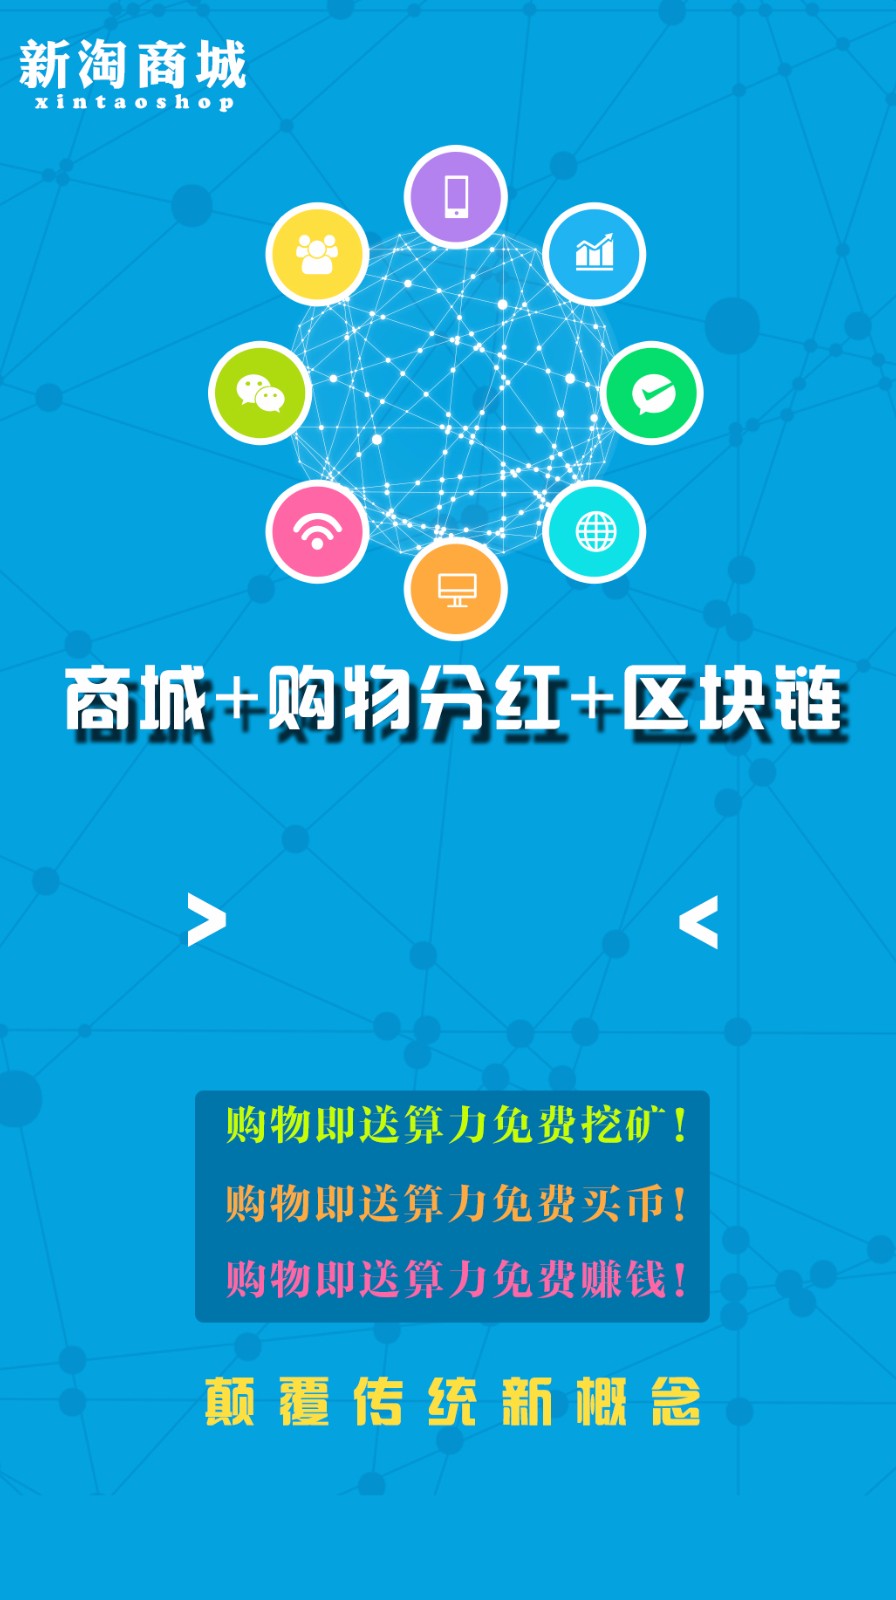 新淘商城
xintaoshop
商城+购物分红+区块链
> <
购物即送算力免费挖矿!
购物即送算力免费买币!
购物即送算力免费赚钱!
颠覆传统新概念